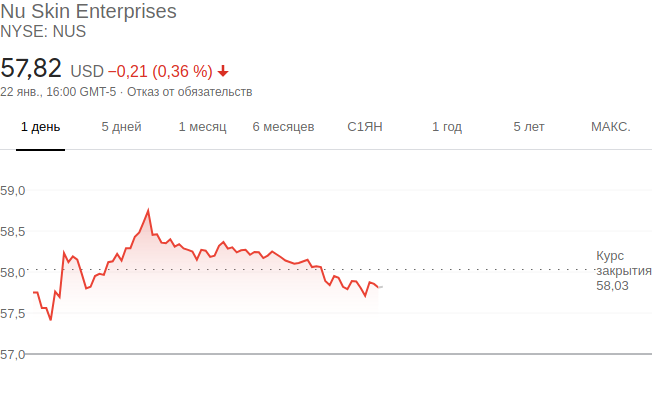 Nu Skin Enterprises
NYSE: NUS
57,82 USD −0,21 (0,36 %)
22 янв., 16:00 GMT-5 · Отказ от обязательств
1 день 5 дней 1 месяц 6 месяцев С1ЯН 1 год 5 лет МАКС.
59,0
58,5
58,0
57,5
57,0
Курс
закрытия
58,03